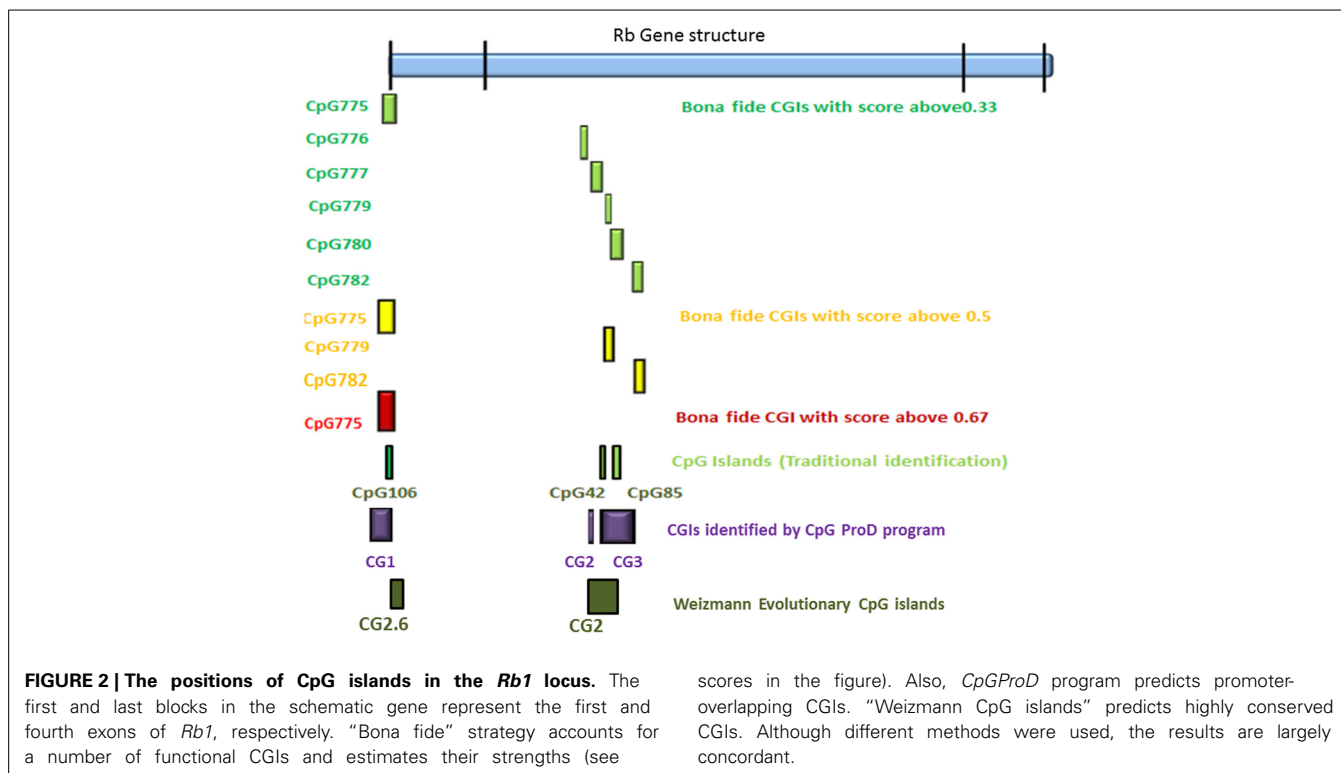 Rb Gene structure
CpG775
Bona fide CGIs with score above0.33
CpG776
CpG777
CpG779
CpG780
CpG782
CpG775
Bona fide CGIs with score above 0.5
CpG779
CpG782
CpG775
Bona fide CGI with score above 0.67
CpG Islands (Traditional identification)
CpG106
CpG42
CpG85
CGIs identified by CpG ProD program
CG1
CG2
CG3
Weizmann Evolutionary CpG islands
CG2.6
CG2
FIGURE 2 | The positions of CpG islands in the Rb1 locus. The
first and last blocks in the schematic gene represent the first and
fourth exons of Rb1, respectively. “Bona fide” strategy accounts for
a number of functional CGIs and estimates their strengths (see
scores in the figure). Also, CpGProD program predicts promoter-
overlapping CGIs. “Weizmann CpG islands” predicts highly conserved
CGIs. Although different methods were used, the results are largely
concordant.